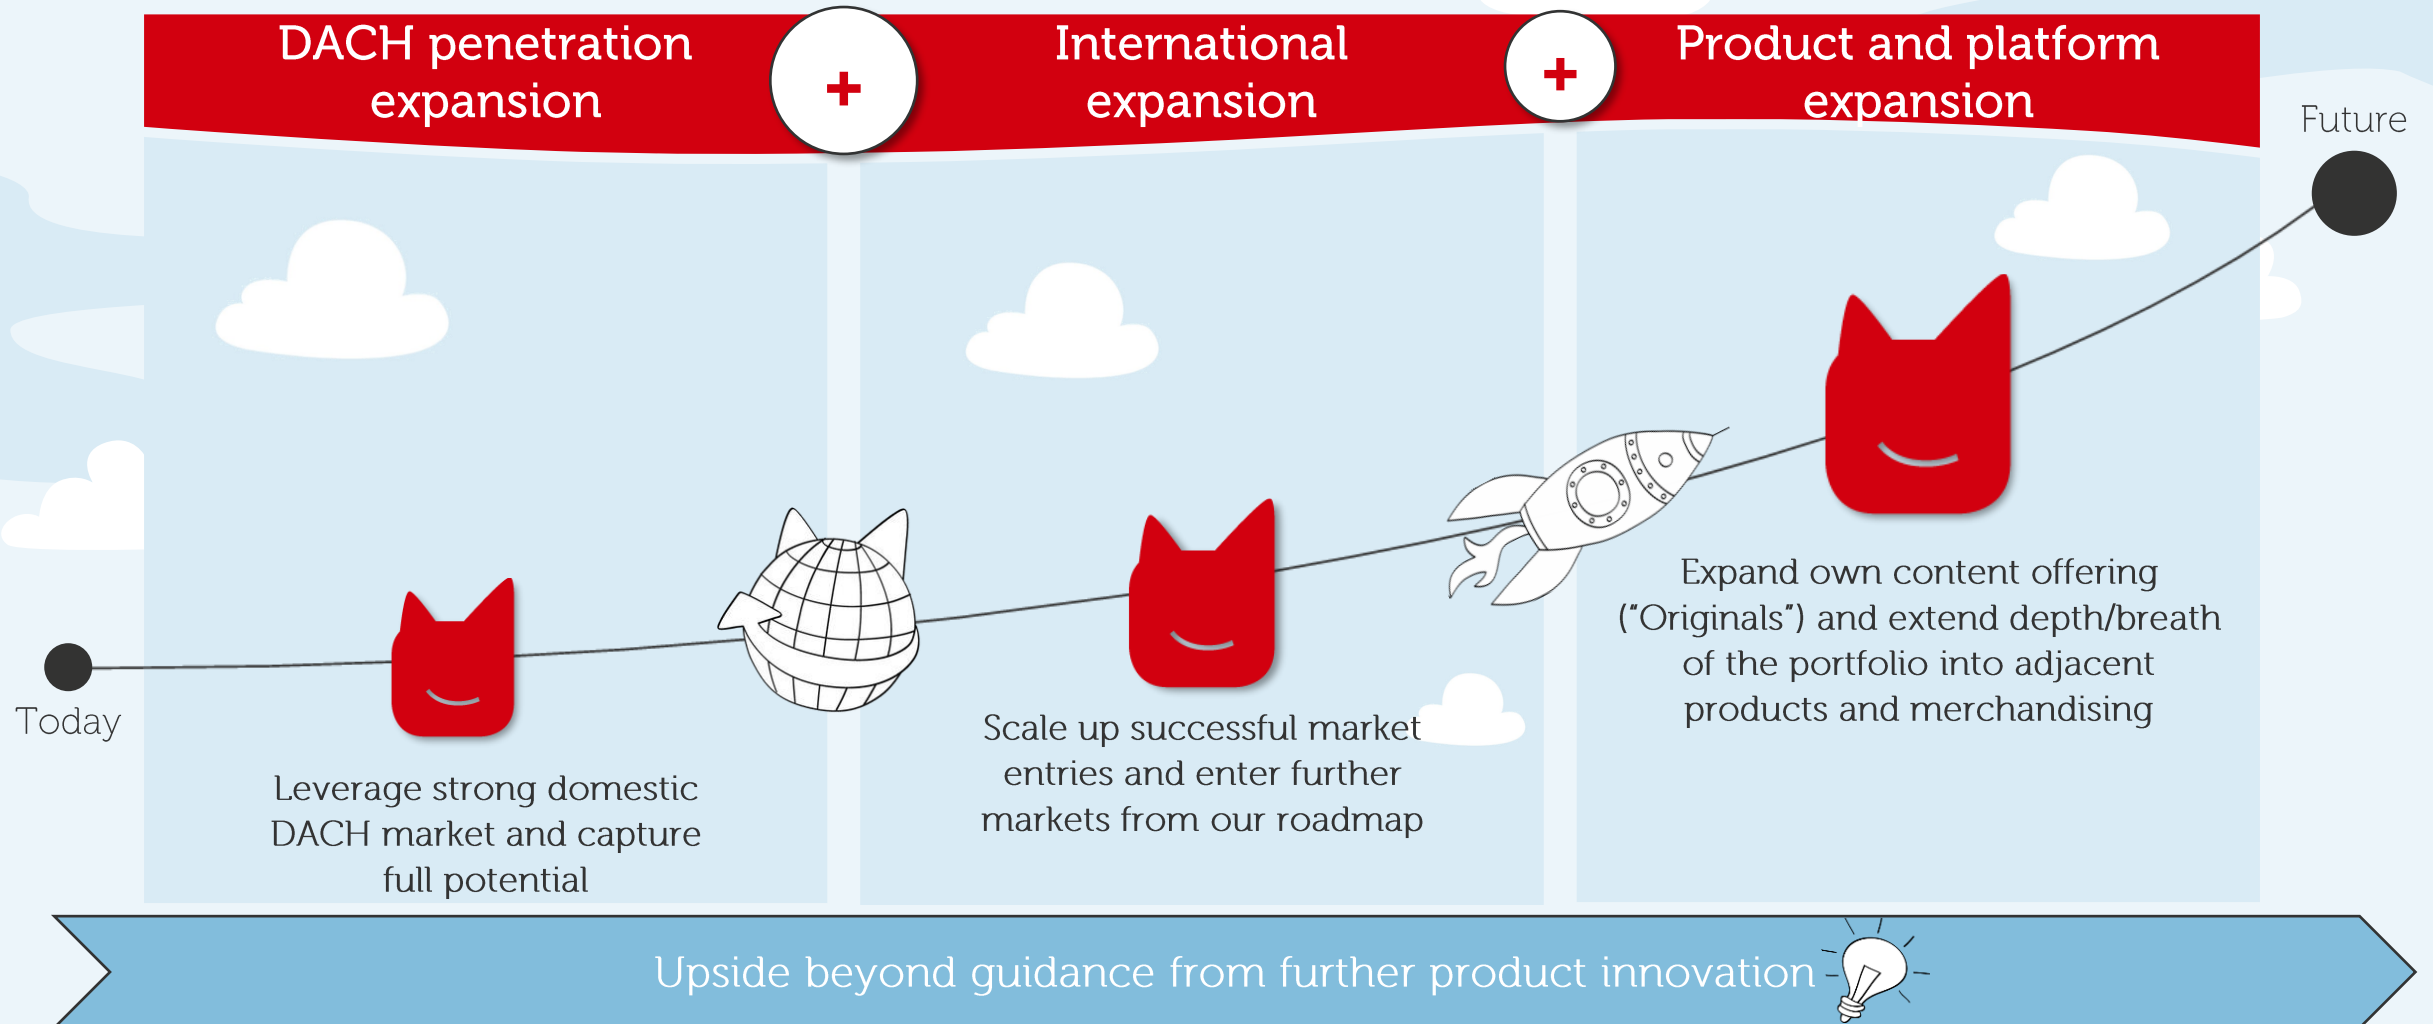 DACH penetration
expansion
+
International
expansion
+
Product and platform
expansion
Future
Today
Leverage strong domestic
DACH market and capture
full potential
Scale up successful market
entries and enter further
markets from our roadmap
Expand own content offering
(“Originals”) and extend depth/breath
of the portfolio into adjacent
products and merchandising
Upside beyond guidance from further product innovation